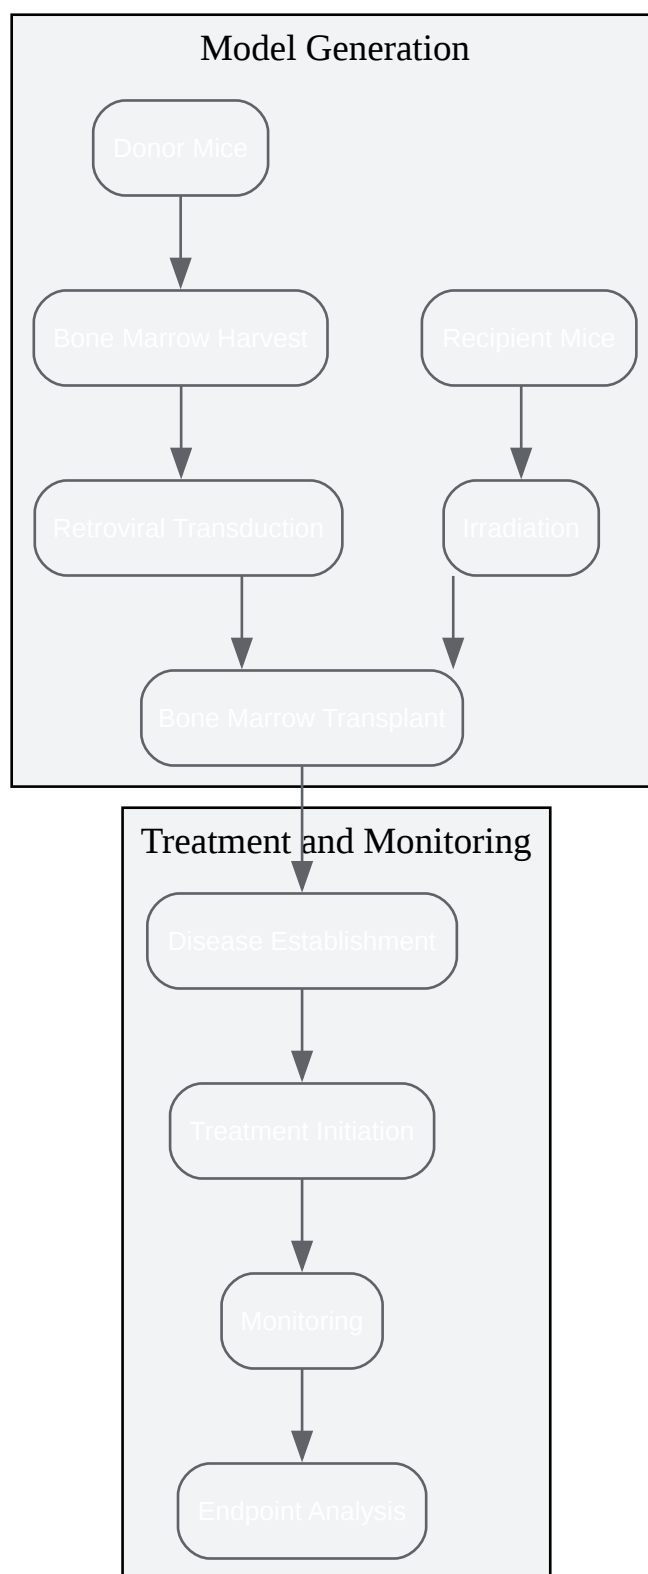 Model Generation
Donor Mice
Bone Marrow Harvest
Recipient Mice
Retroviral Transduction
Irradiation
Bone Marrow Transplant
Treatment and Monitoring
Disease Establishment
Treatment Initiation
Monitoring
Endpoint Analysis